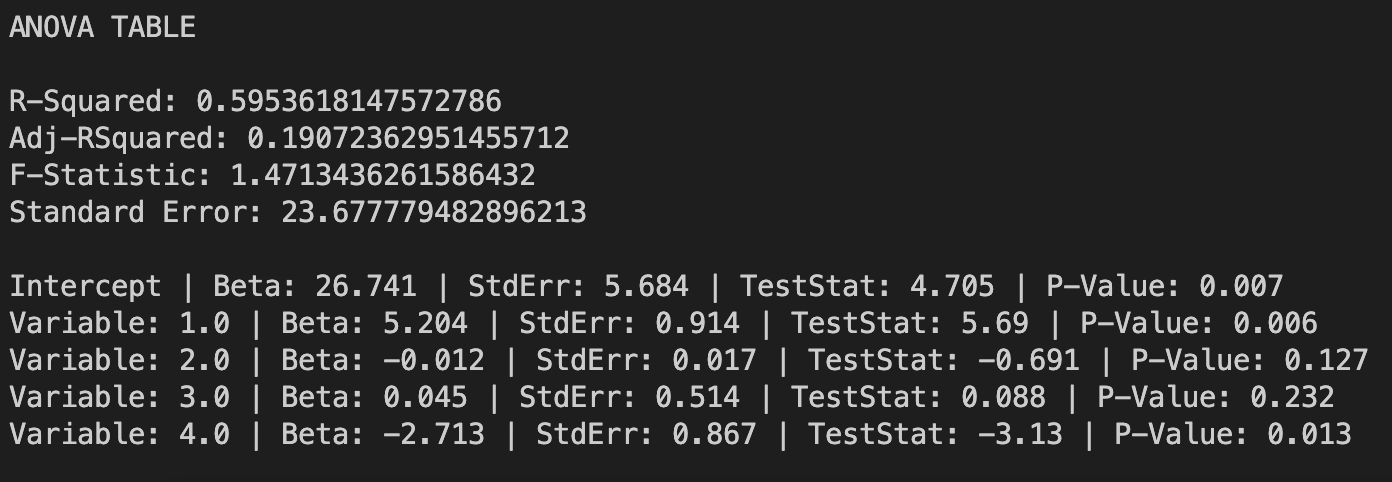 ANOVA TABLE
R-Squared: 0.5953618147572786
Adj-RSquared: 0.19072362951455712
F-Statistic: 1.4713436261586432
Standard Error: 23.677779482896213
Intercept | Beta: 26.741 | StdErr: 5.684 | TestStat: 4.705 | P-Value: 0.007
Variable: 1.0 | Beta: 5.204 | StdErr: 0.914 | TestStat: 5.69 | P-Value: 0.006
Variable: 2.0 | Beta: -0.012 | StdErr: 0.017 | TestStat: -0.691 | P-Value: 0.127
Variable: 3.0 | Beta: 0.045 | StdErr: 0.514 | TestStat: 0.088 | P-Value: 0.232
Variable: 4.0 | Beta: -2.713 | StdErr: 0.867 | TestStat: -3.13 | P-Value: 0.013